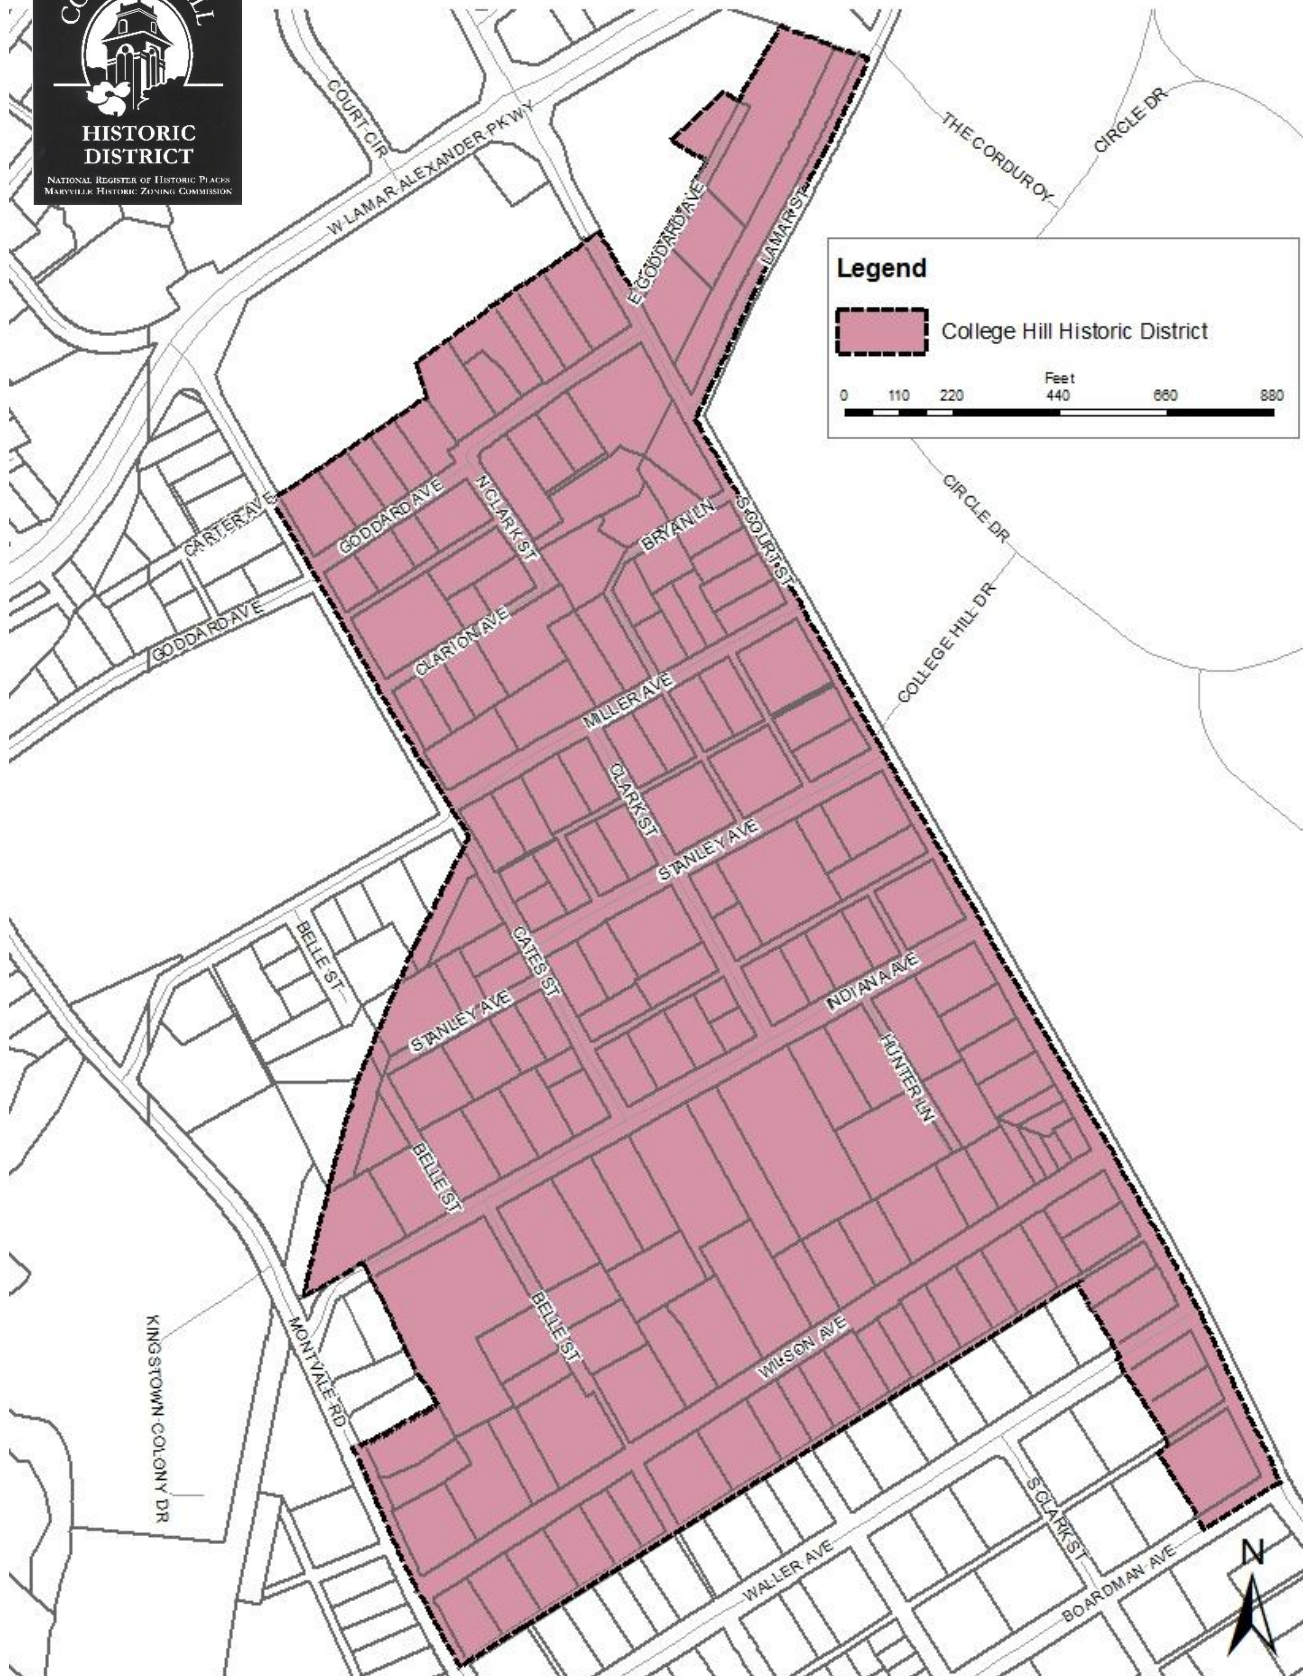 HISTORIC
DISTRICT
NATIONAL REGISTER OF HISTORIC PLACES
MARYVILLE HISTORIC ZONING COMMISSION
COURT CIR
W LAMAR ALEXANDER PKWY
THE CORDUROY
CIRCLE DR
E GODDARD AVE
LAMAR ST
Legend
College Hill Historic District
Feet
0 110 220 440 660 880
CARTER AVE
GODDARD AVE
N CLARK ST
BRYAN LN
S COURT ST
CIRCLE DR
GODDARD AVE
CLARION AVE
COLLEGE HILL DR
MILLER AVE
CLARK ST
STANLEY AVE
BELLE ST
CATES ST
STANLEY AVE
INDIANA AVE
HUNTER LN
BELLE ST
KINGSTOWN COLONY DR
MONTVALE RD
BELLE ST
WILSON AVE
S CLARK ST
WALLER AVE
BOARDMAN AVE
N